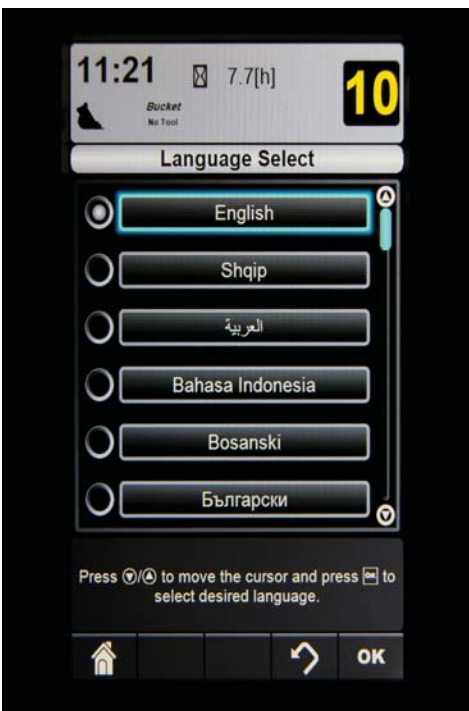 11:21
7.7[h]
10
Bucket
No Tool
Language Select
English
Shqip
العربية
Bahasa Indonesia
Bosanski
Български
Press ▼/▲ to move the cursor and press OK to
select desired language.
OK